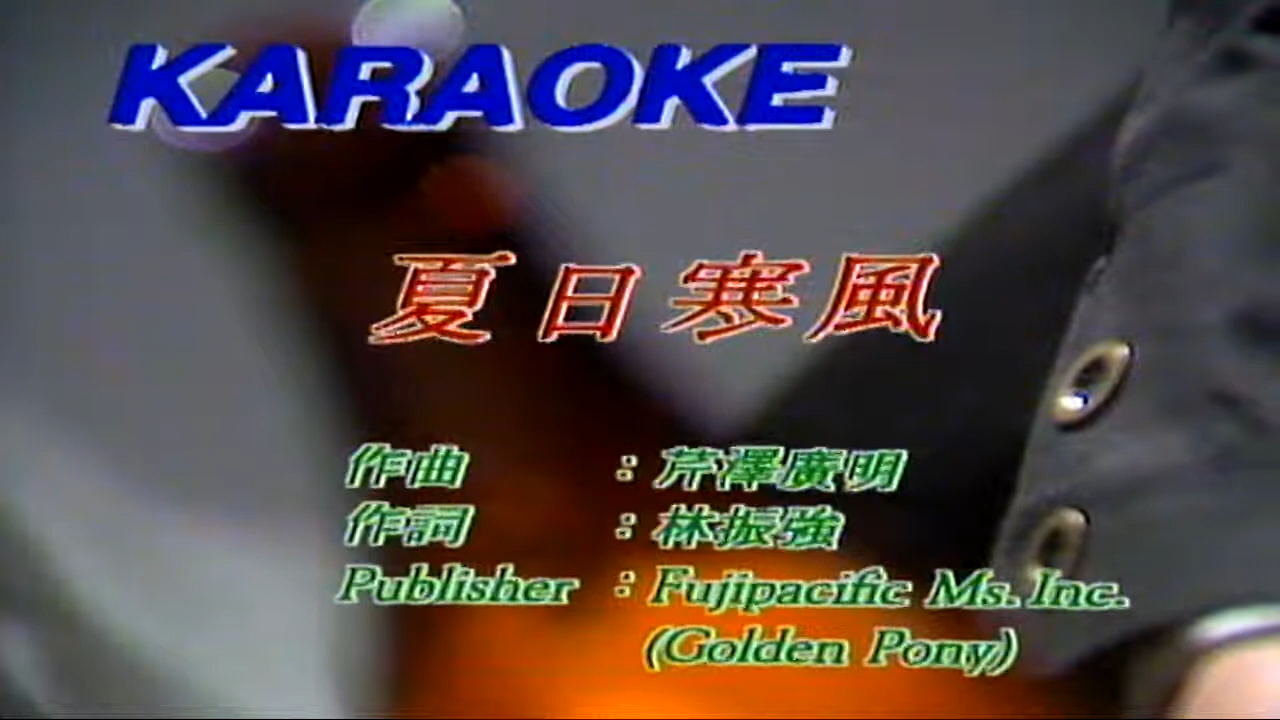 KARAOKE
夏日寒風
作曲 : 芹澤廣明
作詞 : 林振強
Publisher : Fujipacific Ms. Inc.
(Golden Pony)